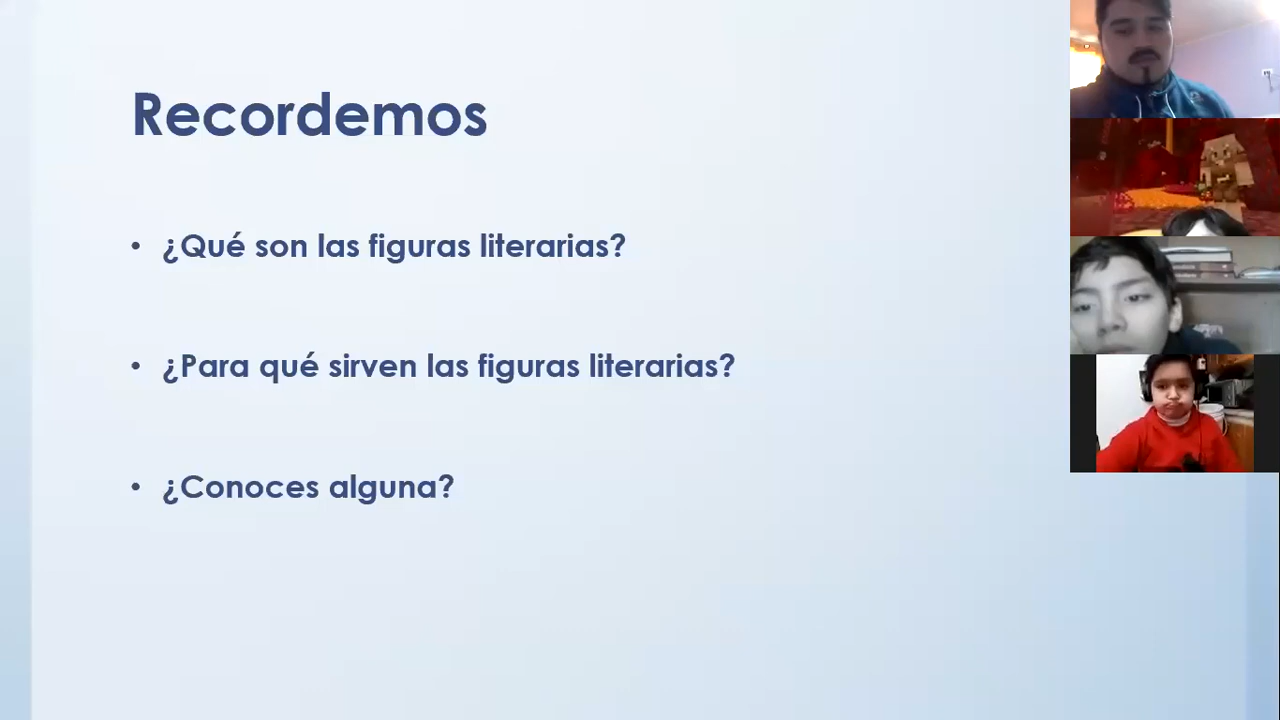 Recordemos
• ¿Qué son las figuras literarias?
• ¿Para qué sirven las figuras literarias?
• ¿Conoces alguna?